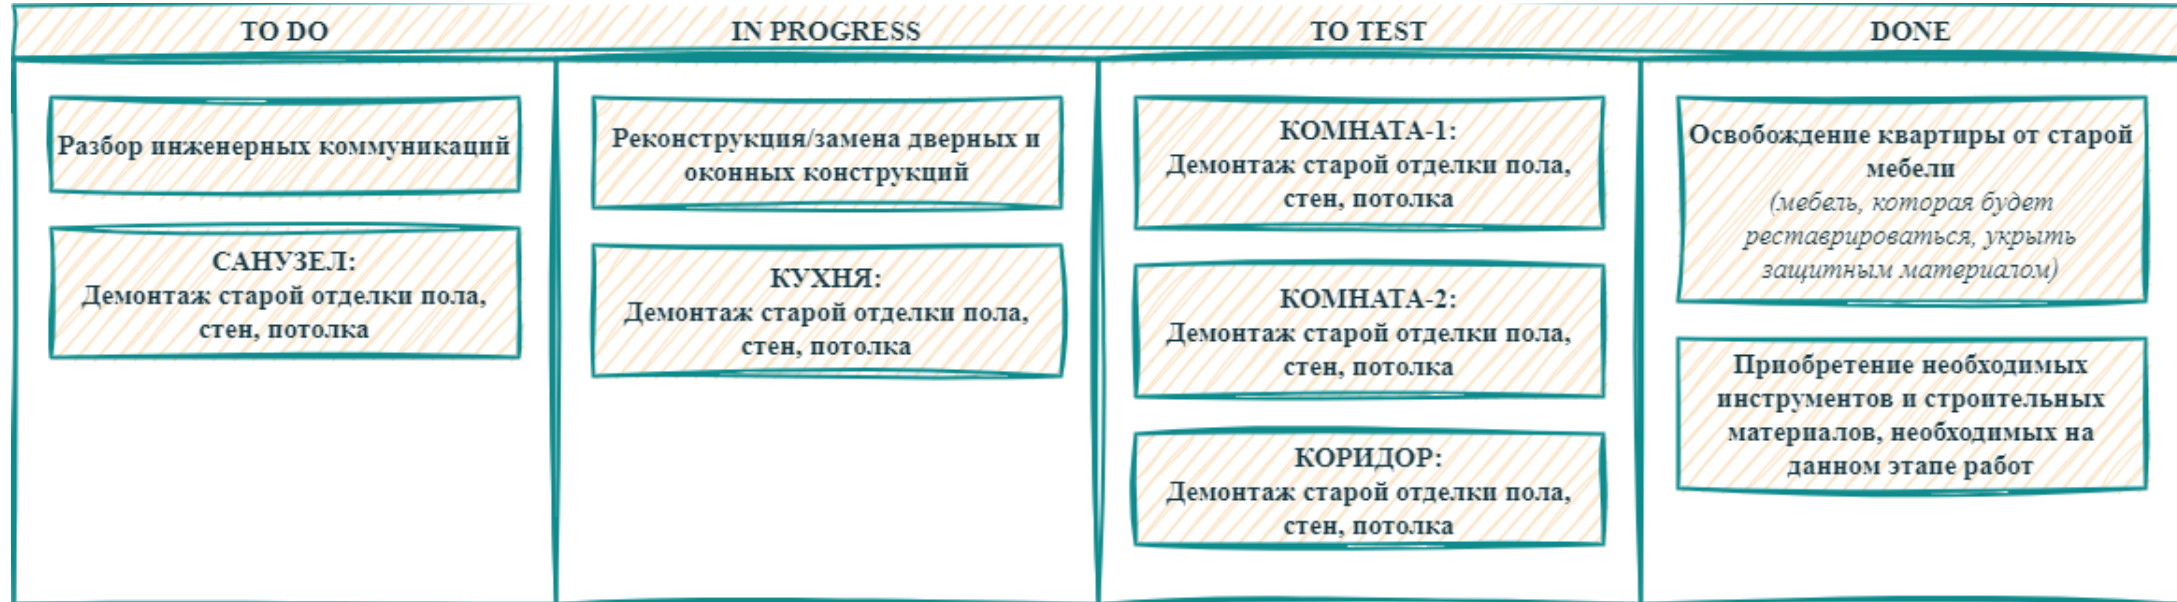 TO DO
IN PROGRESS
TO TEST
DONE
Разбор инженерных коммуникаций
САНУЗЕЛ:
Демонтаж старой отделки пола,
стен, потолка
Реконструкция/замена дверных и
оконных конструкций
КУХНЯ:
Демонтаж старой отделки пола,
стен, потолка
КОМНАТА-1:
Демонтаж старой отделки пола,
стен, потолка
КОМНАТА-2:
Демонтаж старой отделки пола,
стен, потолка
КОРИДОР:
Демонтаж старой отделки пола,
стен, потолка
Освобождение квартиры от старой
мебели
(мебель, которая будет
реставрироваться, укрыть
защитным материалом)
Приобретение необходимых
инструментов и строительных
материалов, необходимых на
данном этапе работ